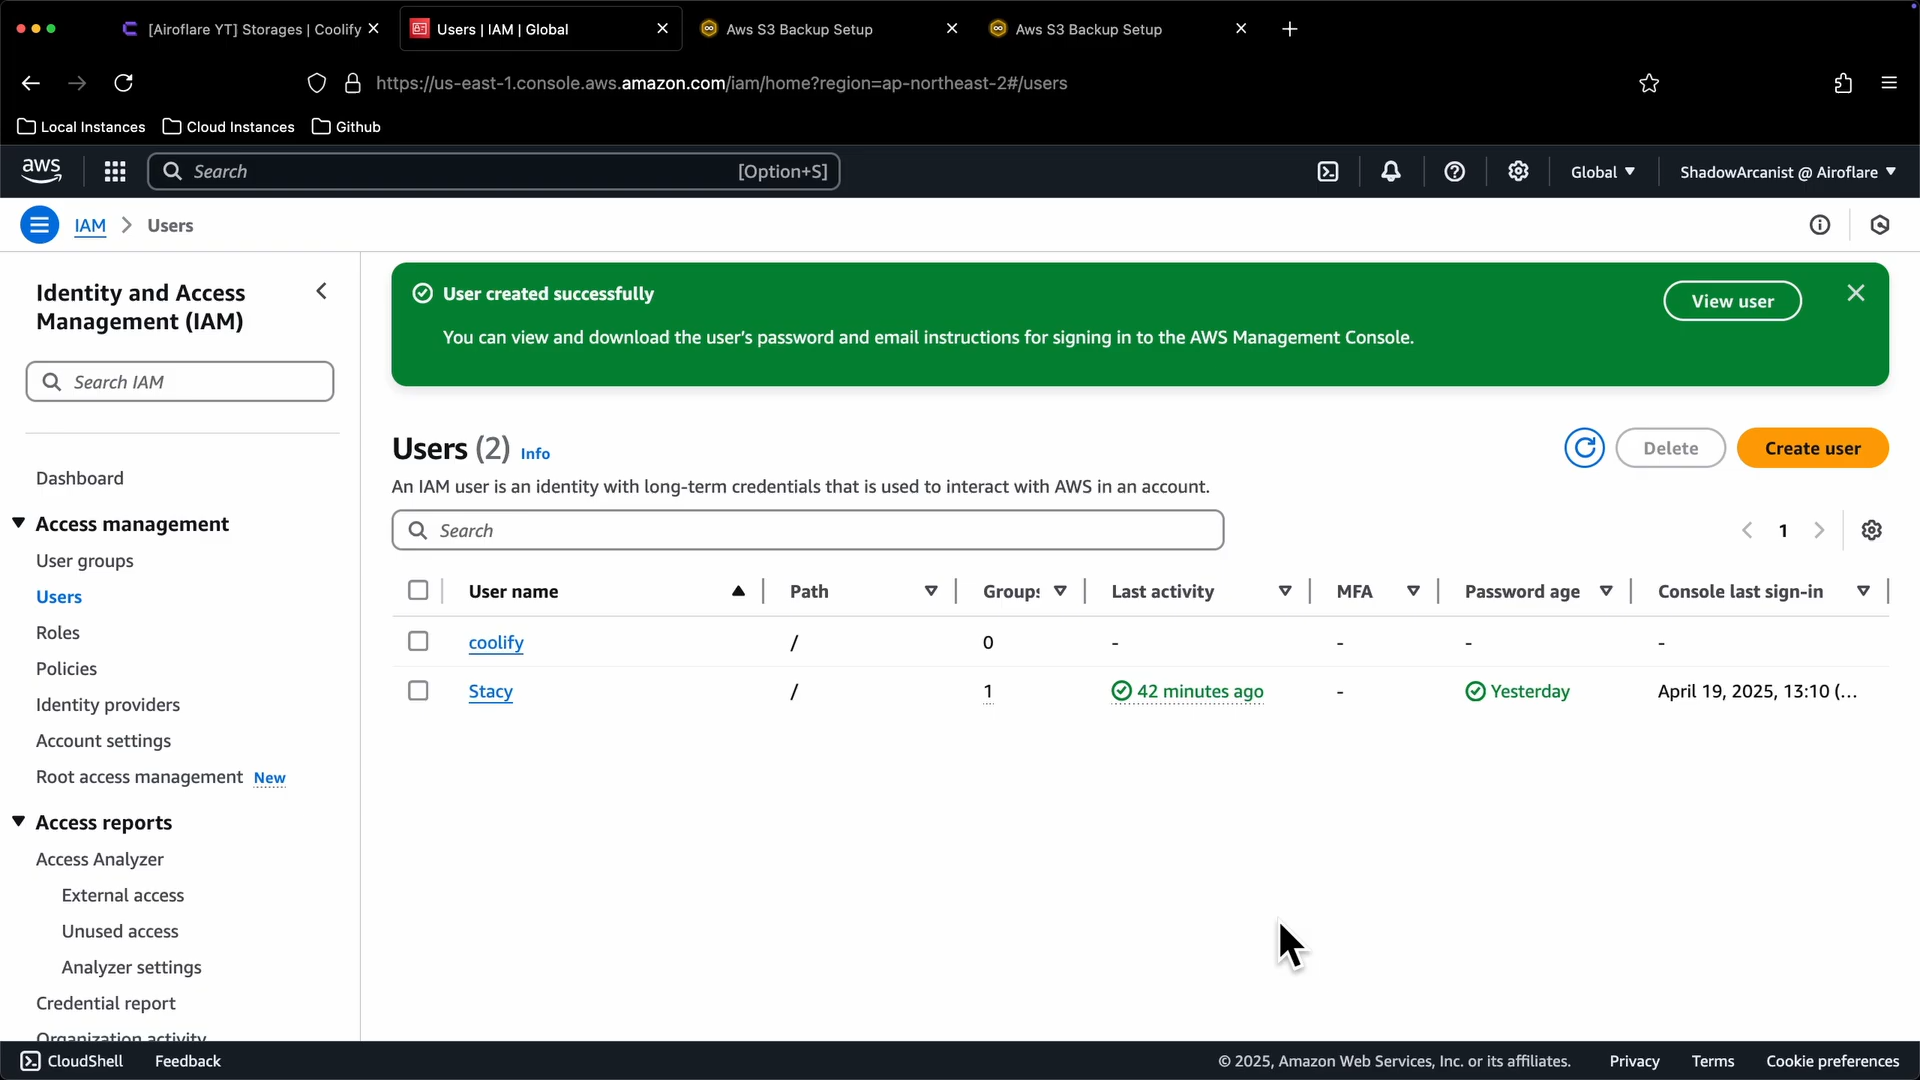 [Airoflare YT] Storages | Coolify
Users | IAM | Global
Aws S3 Backup Setup
Aws S3 Backup Setup
https://us-east-1.console.aws.amazon.com/iam/home?region=ap-northeast-2#/users
Local Instances
Cloud Instances
Github
aws
Search
[Option+S]
Global
ShadowArcanist @ Airoflare
IAM
Users
Identity and Access
Management (IAM)
Search IAM
Dashboard
Access management
User groups
Users
Roles
Policies
Identity providers
Account settings
Root access management New
Access reports
Access Analyzer
External access
Unused access
Analyzer settings
Credential report
Organization activity
User created successfully
You can view and download the user's password and email instructions for signing in to the AWS Management Console.
View user
Users (2) Info
Delete
Create user
An IAM user is an identity with long-term credentials that is used to interact with AWS in an account.
Search
1
User name Path Groups Last activity MFA Password age Console last sign-in
coolify / 0 - - - -
Stacy / 1 42 minutes ago - Yesterday April 19, 2025, 13:10 (...
CloudShell
Feedback
© 2025, Amazon Web Services, Inc. or its affiliates.
Privacy
Terms
Cookie preferences